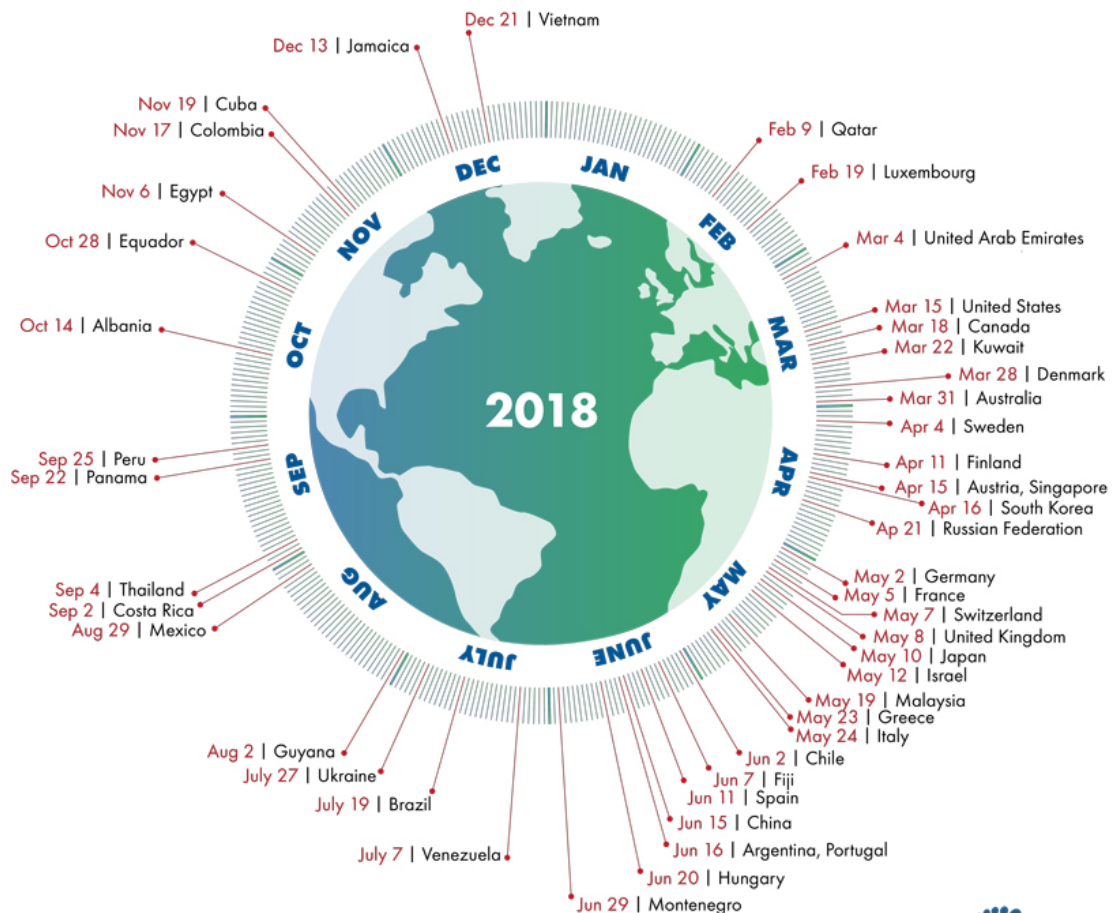 Dec 21 | Vietnam
Dec 13 | Jamaica
Nov 19 | Cuba
Nov 17 | Colombia
Nov 6 | Egypt
Oct 28 | Equador
Oct 14 | Albania
Sep 25 | Peru
Sep 22 | Panama
Sep 4 | Thailand
Sep 2 | Costa Rica
Aug 29 | Mexico
Aug 2 | Guyana
July 27 | Ukraine
July 19 | Brazil
July 7 | Venezuela
Feb 9 | Qatar
Feb 19 | Luxembourg
Mar 4 | United Arab Emirates
Mar 15 | United States
Mar 18 | Canada
Mar 22 | Kuwait
Mar 28 | Denmark
Mar 31 | Australia
Apr 4 | Sweden
Apr 11 | Finland
Apr 15 | Austria, Singapore
Apr 16 | South Korea
Ap 21 | Russian Federation
May 2 | Germany
May 5 | France
May 7 | Switzerland
May 8 | United Kingdom
May 10 | Japan
May 12 | Israel
May 19 | Malaysia
May 23 | Greece
May 24 | Italy
Jun 2 | Chile
Jun 7 | Fiji
Jun 11 | Spain
Jun 15 | China
Jun 16 | Argentina, Portugal
Jun 20 | Hungary
Jun 29 | Montenegro
JAN
FEB
MAR
APR
MAY
JUNE
JULY
AUG
SEP
OCT
NOV
DEC
2018